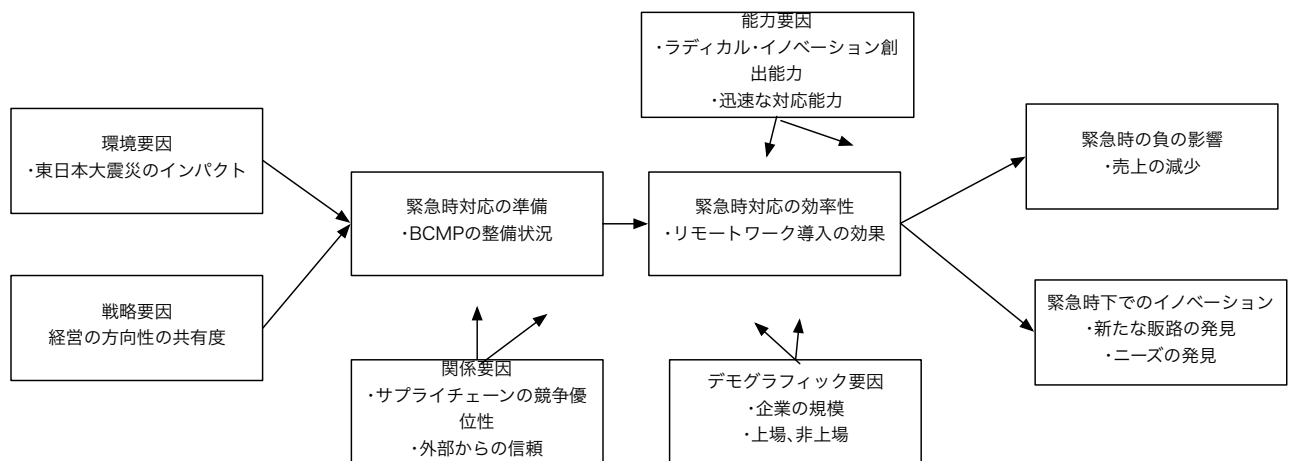 能力要因
・ラディカル・イノベーション創
出能力
・迅速な対応能力
環境要因
・東日本大震災のインパクト
緊急時対応の準備
・BCMPの整備状況
緊急時対応の効率性
・リモートワーク導入の効果
緊急時の負の影響
・売上の減少
戦略要因
経営の方向性の共有度
緊急時下でのイノベーション
・新たな販路の発見
・ニーズの発見
関係要因
・サプライチェーンの競争優
位性
・外部からの信頼
デモグラフィック要因
・企業の規模
・上場、非上場